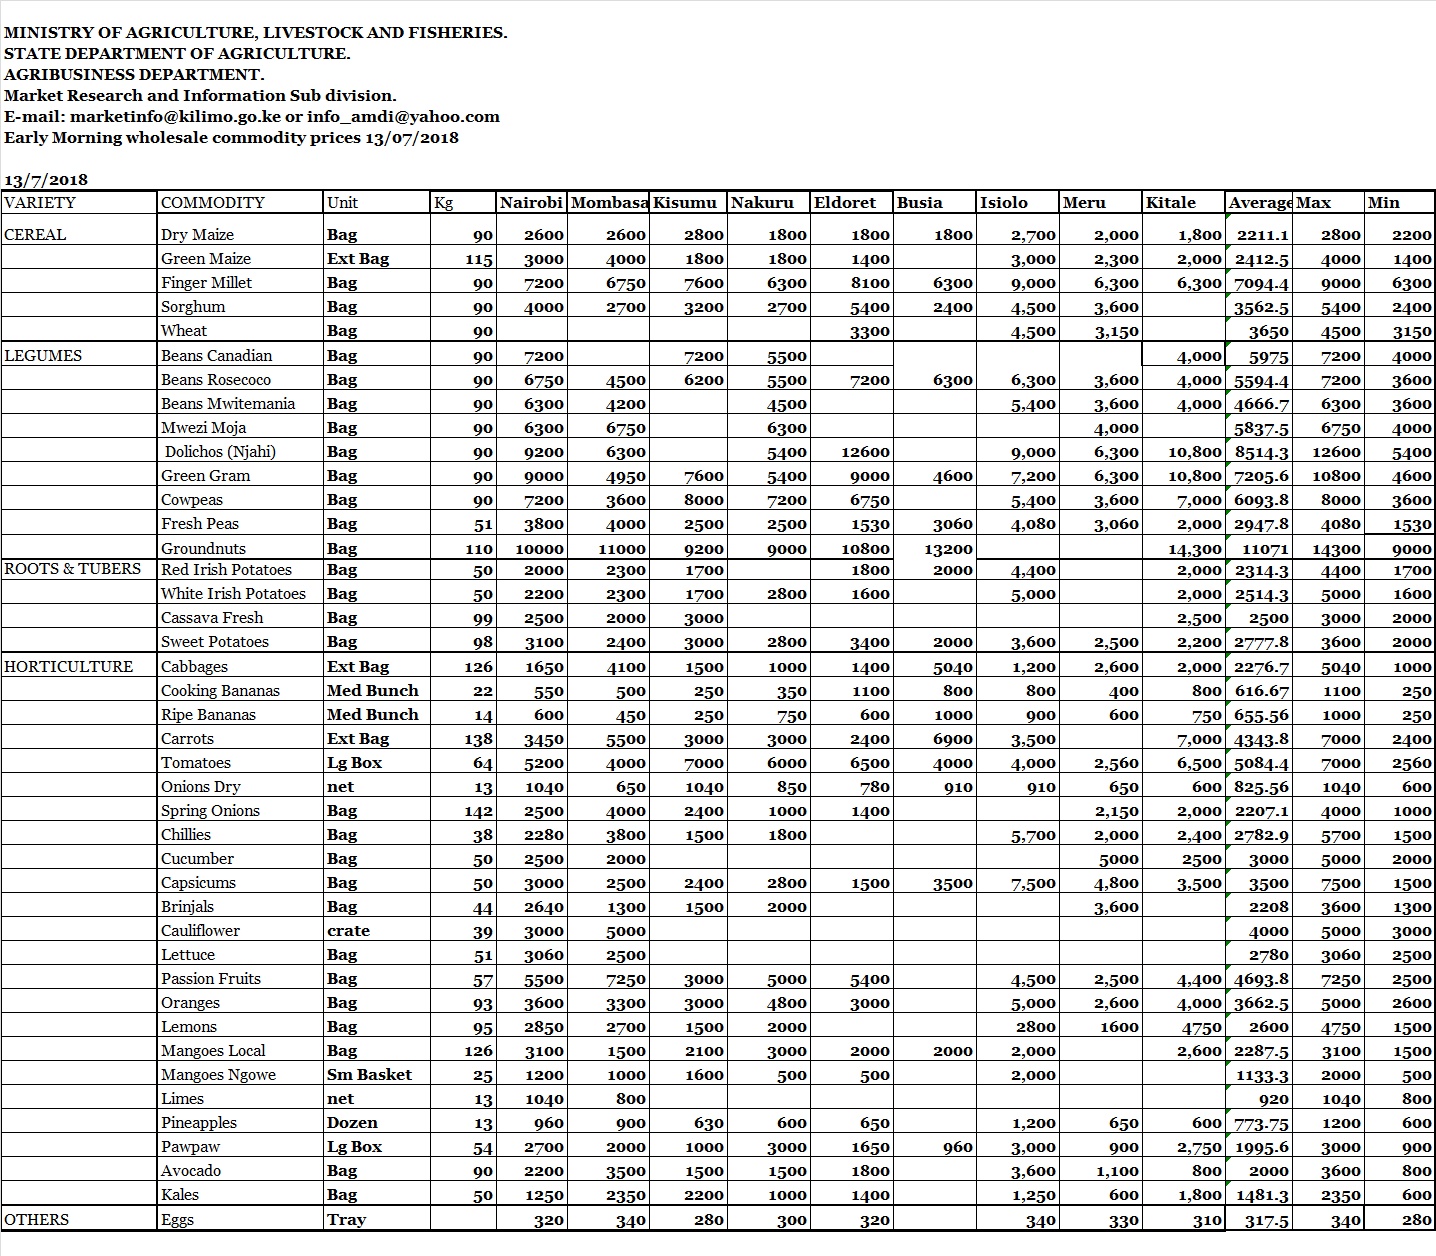 MINISTRY OF AGRICULTURE, LIVESTOCK AND FISHERIES.
STATE DEPARTMENT OF AGRICULTURE.
AGRIBUSINESS DEPARTMENT.
Market Research and Information Sub division.
E-mail: marketinfo@kilimo.go.ke or info_amdi@yahoo.com
Early Morning wholesale commodity prices 13/07/2018
13/7/2018
VARIETY COMMODITY Unit Kg Nairobi Mombasa Kisumu Nakuru Eldoret Busia Isiolo Meru Kitale Average Max Min
CEREAL Dry Maize Bag 90 2600 2600 2800 1800 1800 1800 2,700 2,000 1,800 2211.1 2800 2200
Green Maize Ext Bag 115 3000 4000 1800 1800 1400 3,000 2,300 2,000 2412.5 4000 1400
Finger Millet Bag 90 7200 6750 7600 6300 8100 6300 9,000 6,300 6,300 7094.4 9000 6300
Sorghum Bag 90 4000 2700 3200 2700 5400 2400 4,500 3,600 3562.5 5400 2400
Wheat Bag 90 3300 4,500 3,150 3650 4500 3150
LEGUMES Beans Canadian Bag 90 7200 7200 5500 4,000 5975 7200 4000
Beans Rosecoco Bag 90 6750 4500 6200 5500 7200 6300 6,300 3,600 4,000 5594.4 7200 3600
Beans Mwitemania Bag 90 6300 4200 4500 5,400 3,600 4,000 4666.7 6300 3600
Mwezi Moja Bag 90 6300 6750 6300 4,000 5837.5 6750 4000
Dolichos (Njahi) Bag 90 9200 6300 5400 12600 9,000 6,300 10,800 8514.3 12600 5400
Green Gram Bag 90 9000 4950 7600 5400 9000 4600 7,200 6,300 10,800 7205.6 10800 4600
Cowpeas Bag 90 7200 3600 8000 7200 6750 5,400 3,600 7,000 6093.8 8000 3600
Fresh Peas Bag 51 3800 4000 2500 2500 1530 3060 4,080 3,060 2,000 2947.8 4080 1530
Groundnuts Bag 110 10000 11000 9200 9000 10800 13200 14,300 11071 14300 9000
ROOTS & TUBERS Red Irish Potatoes Bag 50 2000 2300 1700 1800 2000 4,400 2,000 2314.3 4400 1700
White Irish Potatoes Bag 50 2200 2300 1700 2800 1600 5,000 2,000 2514.3 5000 1600
Cassava Fresh Bag 99 2500 2000 3000 2,500 2500 3000 2000
Sweet Potatoes Bag 98 3100 2400 3000 2800 3400 2000 3,600 2,500 2,200 2777.8 3600 2000
HORTICULTURE Cabbages Ext Bag 126 1650 4100 1500 1000 1400 5040 1,200 2,600 2,000 2276.7 5040 1000
Cooking Bananas Med Bunch 22 550 500 250 350 1100 800 800 400 800 616.67 1100 250
Ripe Bananas Med Bunch 14 600 450 250 750 600 1000 900 600 750 655.56 1000 250
Carrots Ext Bag 138 3450 5500 3000 3000 2400 6900 3,500 7,000 4343.8 7000 2400
Tomatoes Lg Box 64 5200 4000 7000 6000 6500 4000 4,000 2,560 6,500 5084.4 7000 2560
Onions Dry net 13 1040 650 1040 850 780 910 910 650 600 825.56 1040 600
Spring Onions Bag 142 2500 4000 2400 1000 1400 2,150 2,000 2207.1 4000 1000
Chillies Bag 38 2280 3800 1500 1800 5,700 2,000 2,400 2782.9 5700 1500
Cucumber Bag 50 2500 2000 5000 2500 3000 5000 2000
Capsicums Bag 50 3000 2500 2400 2800 1500 3500 7,500 4,800 3,500 3500 7500 1500
Brinjals Bag 44 2640 1300 1500 2000 3,600 2208 3600 1300
Cauliflower crate 39 3000 5000 4000 5000 3000
Lettuce Bag 51 3060 2500 2780 3060 2500
Passion Fruits Bag 57 5500 7250 3000 5000 5400 4,500 2,500 4,400 4693.8 7250 2500
Oranges Bag 93 3600 3300 3000 4800 3000 5,000 2,600 4,000 3662.5 5000 2600
Lemons Bag 95 2850 2700 1500 2000 2800 1600 4750 2600 4750 1500
Mangoes Local Bag 126 3100 1500 2100 3000 2000 2000 2,000 2,600 2287.5 3100 1500
Mangoes Ngowe Sm Basket 25 1200 1000 1600 500 500 2,000 1133.3 2000 500
Limes net 13 1040 800 920 1040 800
Pineapples Dozen 13 960 900 630 600 650 1,200 650 600 773.75 1200 600
Pawpaw Lg Box 54 2700 2000 1000 3000 1650 960 3,000 900 2,750 1995.6 3000 900
Avocado Bag 90 2200 3500 1500 1500 1800 3,600 1,100 800 2000 3600 800
Kales Bag 50 1250 2350 2200 1000 1400 1,250 600 1,800 1481.3 2350 600
OTHERS Eggs Tray 320 340 280 300 320 340 330 310 317.5 340 280